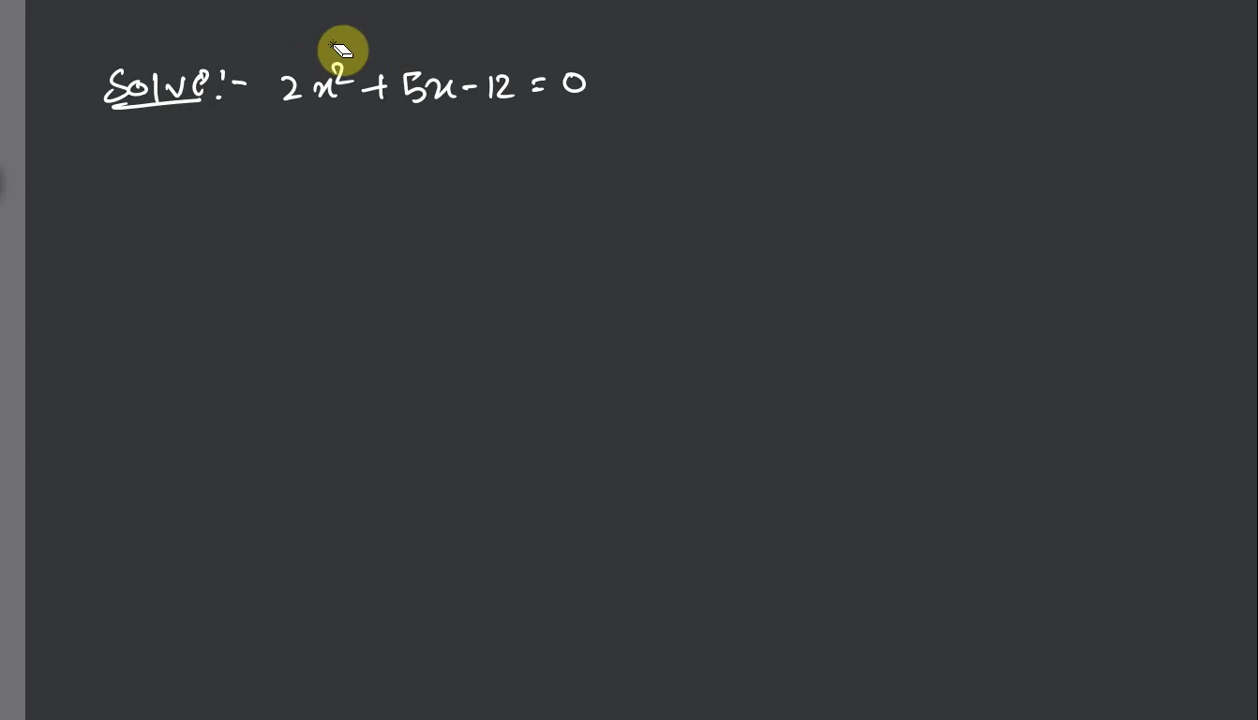 Solve:- 2x² + 5x - 12 = 0